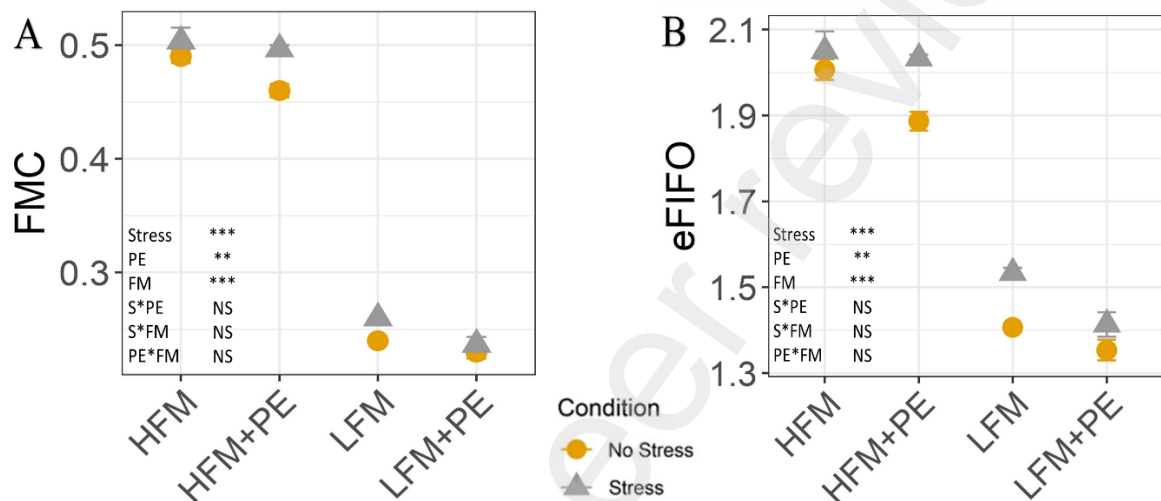 A
FMC
0.5
0.4
0.3
Stress ***
PE **
FM ***
S*PE NS
S*FM NS
PE*FM NS
HFM
HFM+PE
LFM
LFM+PE
B
eFIFO
2.1
1.9
1.7
1.5
1.3
Stress ***
PE **
FM ***
S*PE NS
S*FM NS
PE*FM NS
HFM
HFM+PE
LFM
LFM+PE
Condition
No Stress
Stress
eer review